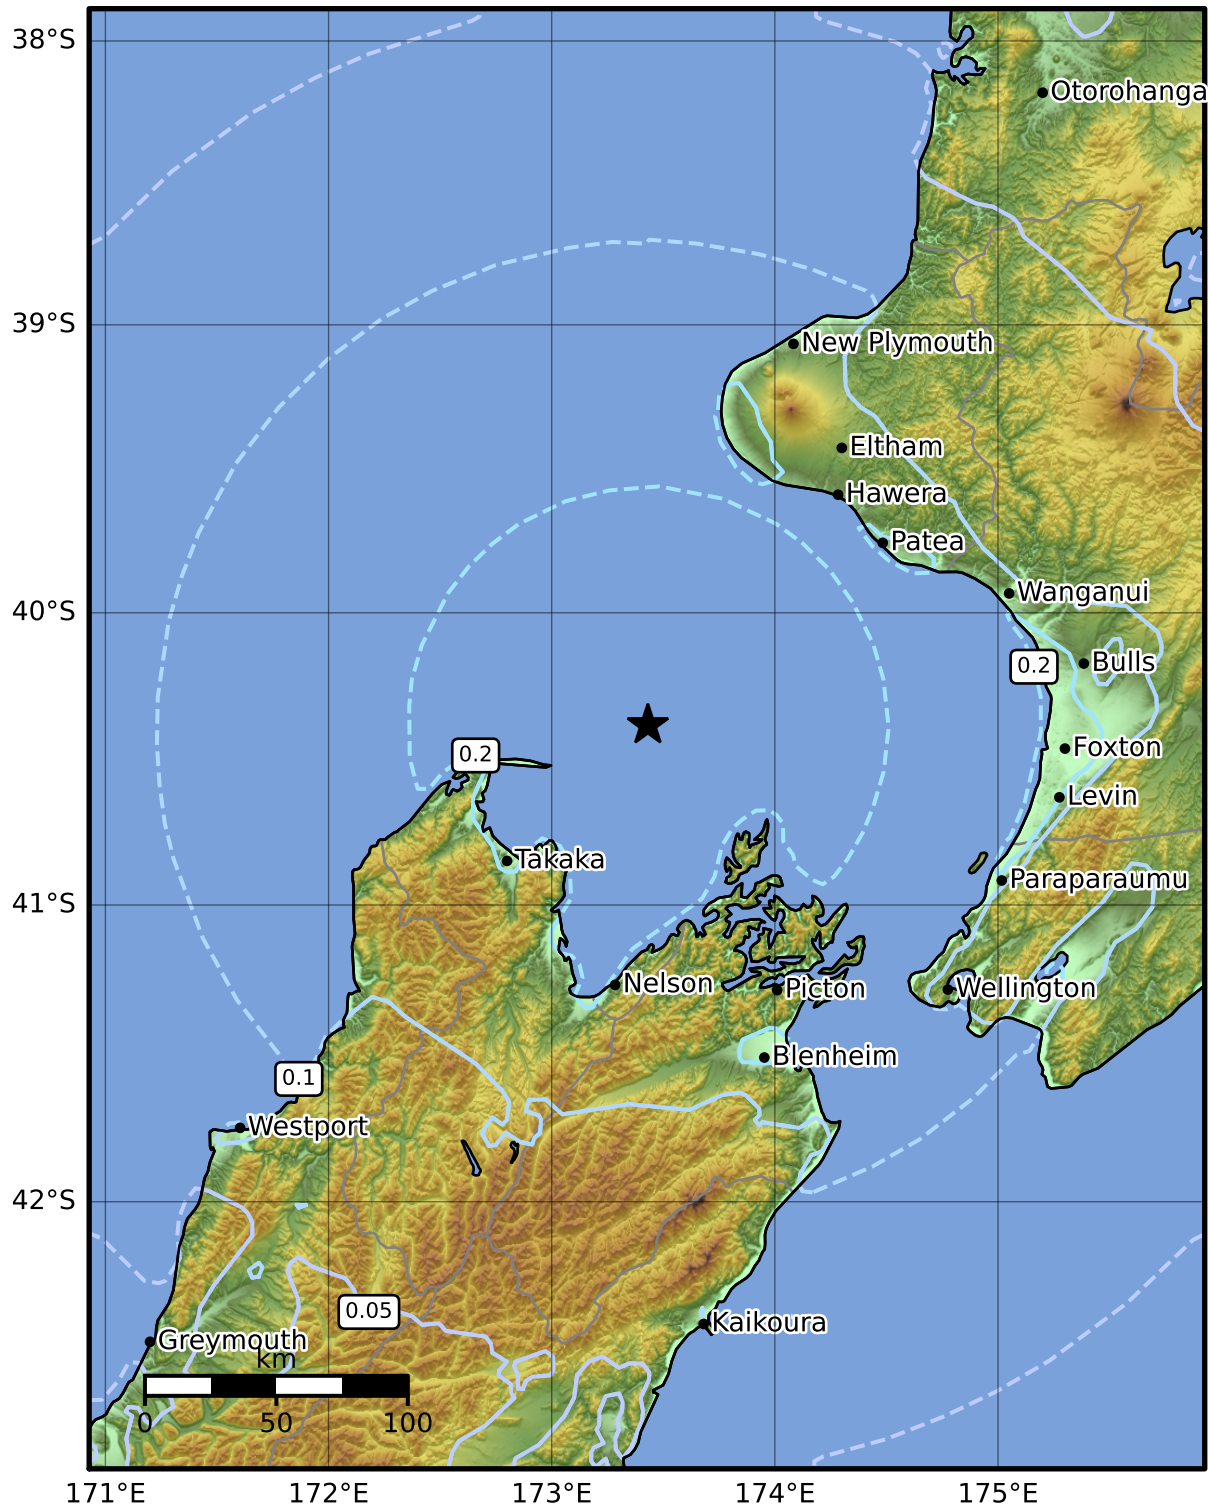 38°S
Otorohanga
39°S
New Plymouth
Eltham
Hawera
Patea
Wanganui
40°S
0.2
Bulls
0.2
Foxton
Levin
Takaka
Paraparaumu
41°S
Nelson
Picton
Wellington
Blenheim
0.1
Westport
42°S
0.05
Kaikoura
Greymouth
km
0 50 100
171°E 172°E 173°E 174°E 175°E